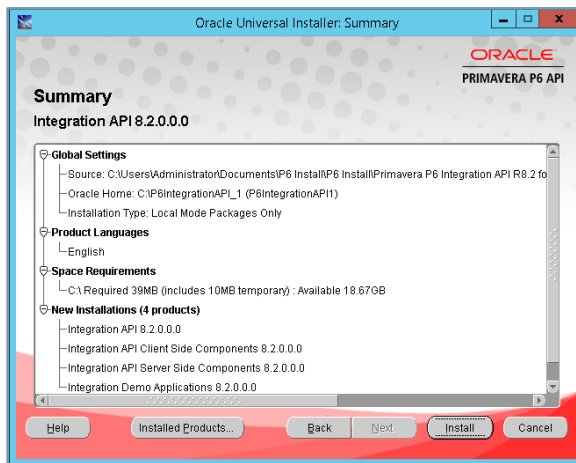 Oracle Universal Installer: Summary
ORACLE
PRIMAVERA P6 API
Summary
Integration API 8.2.0.0.0
Global Settings
Source: C:\Users\Administrator\Documents\P6 Install\P6 Install\Primavera P6 Integration API R8.2 fo
Oracle Home: C:\P6IntegrationAPI_1 (P6IntegrationAPI1)
Installation Type: Local Mode Packages Only
Product Languages
English
Space Requirements
C:\ Required 39MB (includes 10MB temporary) : Available 18.67GB
New Installations (4 products)
Integration API 8.2.0.0.0
Integration API Client Side Components 8.2.0.0.0
Integration API Server Side Components 8.2.0.0.0
Integration Demo Applications 8.2.0.0.0
Help Installed Products... Back Next Install Cancel